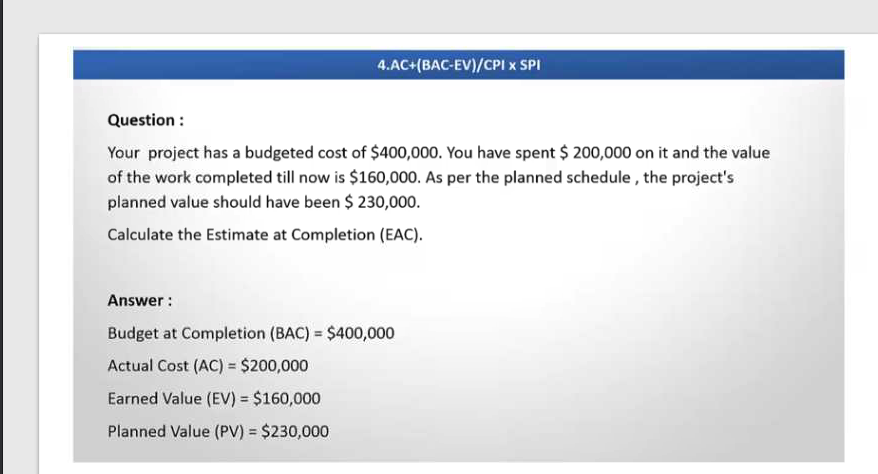 4.AC+(BAC-EV)/CPI x SPI
Question :
Your project has a budgeted cost of $400,000. You have spent $ 200,000 on it and the value
of the work completed till now is $160,000. As per the planned schedule , the project's
planned value should have been $ 230,000.
Calculate the Estimate at Completion (EAC).
Answer :
Budget at Completion (BAC) = $400,000
Actual Cost (AC) = $200,000
Earned Value (EV) = $160,000
Planned Value (PV) = $230,000